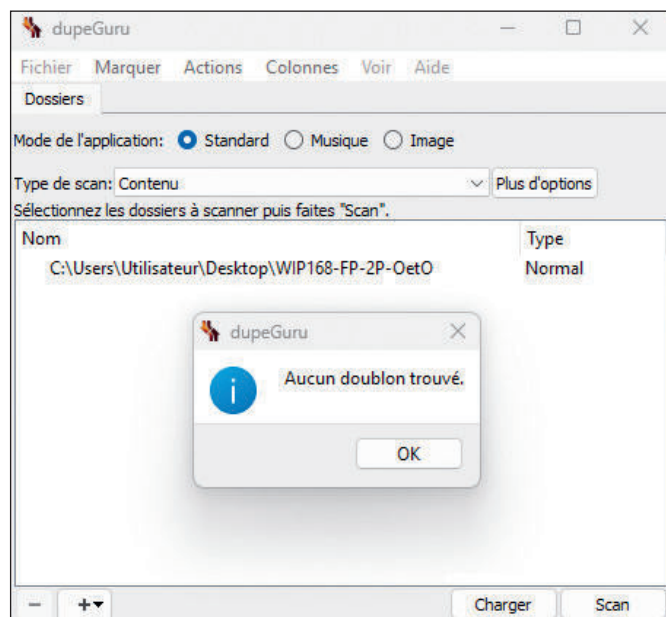 dupeGuru
Fichier Marquer Actions Colonnes Voir Aide
Dossiers
Mode de l'application: Standard Musique Image
Type de scan: Contenu Plus d'options
Sélectionnez les dossiers à scanner puis faites "Scan".
Nom Type
C:\Users\Utilisateur\Desktop\WIP168-FP-2P-OetO Normal
dupeGuru
Aucun doublon trouvé.
OK
Charger Scan